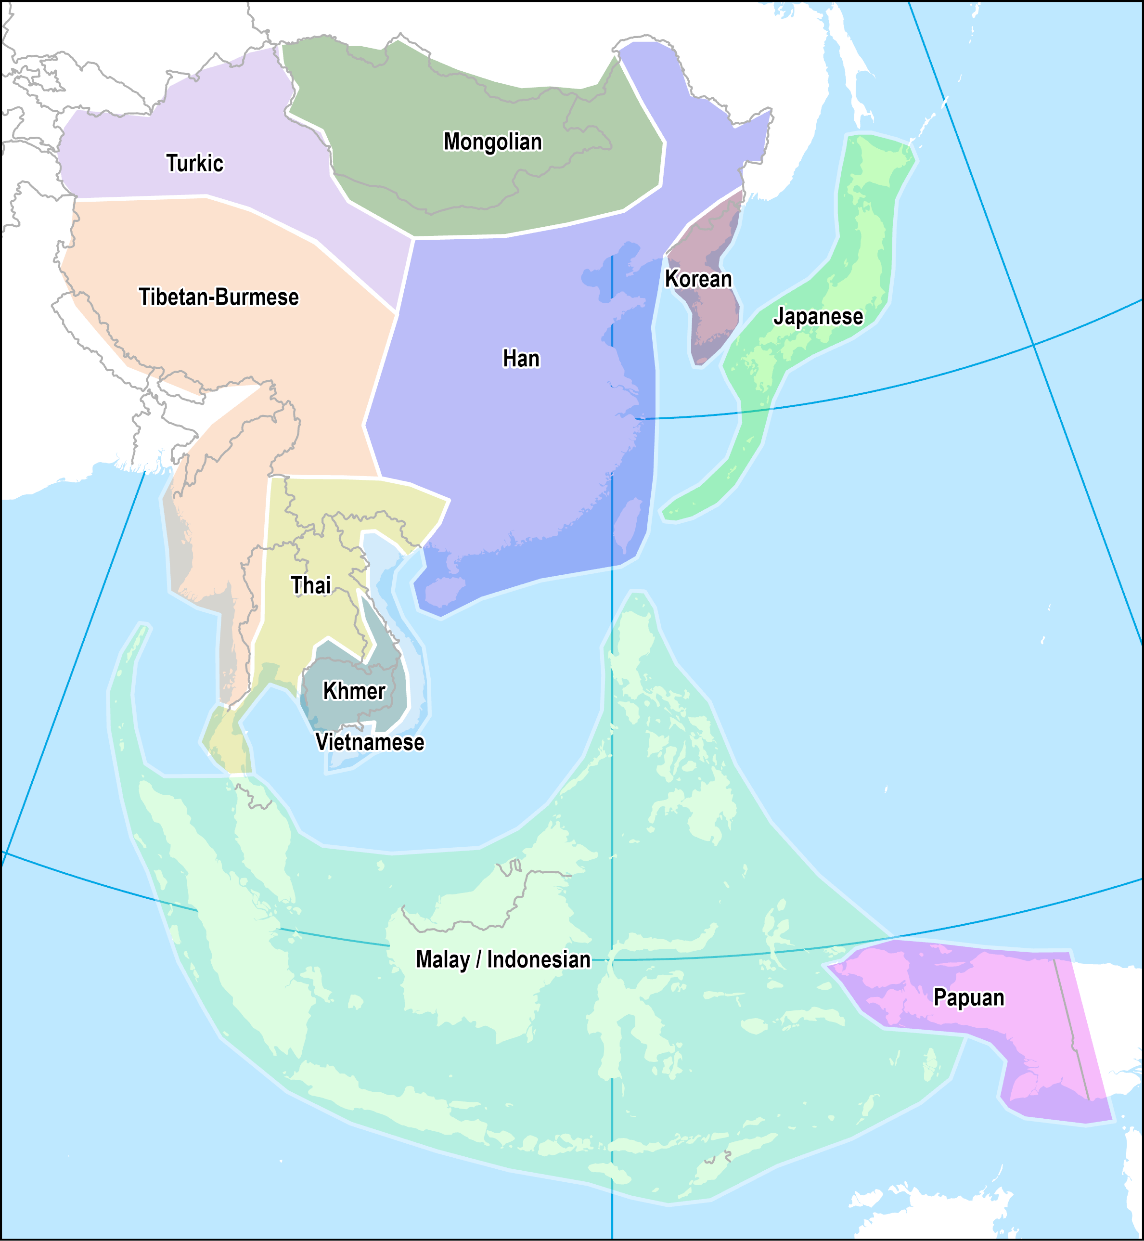 Mongolian
Turkic
Korean
Tibetan-Burmese
Japanese
Han
Thai
Khmer
Vietnamese
Malay / Indonesian
Papuan